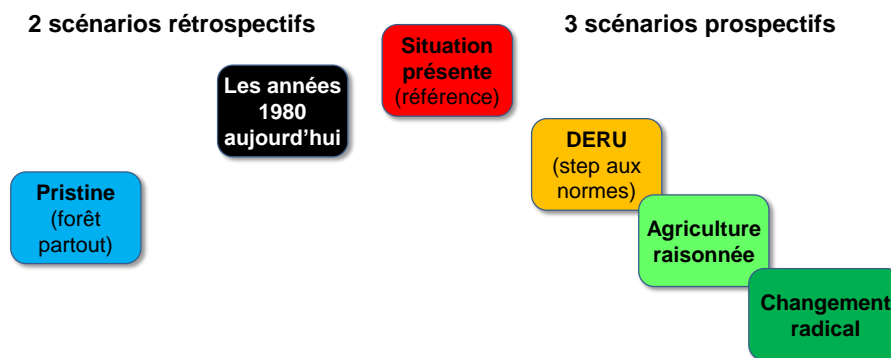 2 scénarios rétrospectifs
3 scénarios prospectifs
Situation
présente
(référence)
Les années
1980
aujourd’hui
DERU
(step aux
normes)
Pristine
(forêt
partout)
Agriculture
raisonnée
Changement
radical